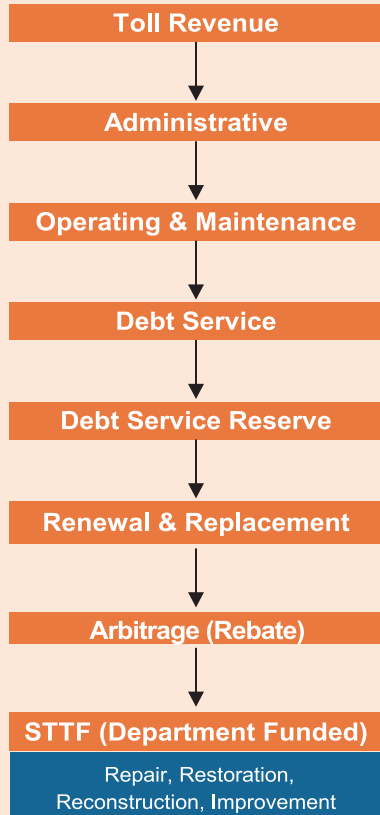 Toll Revenue
Administrative
Operating & Maintenance
Debt Service
Debt Service Reserve
Renewal & Replacement
Arbitrage (Rebate)
STTF (Department Funded)
Repair, Restoration,
Reconstruction, Improvement